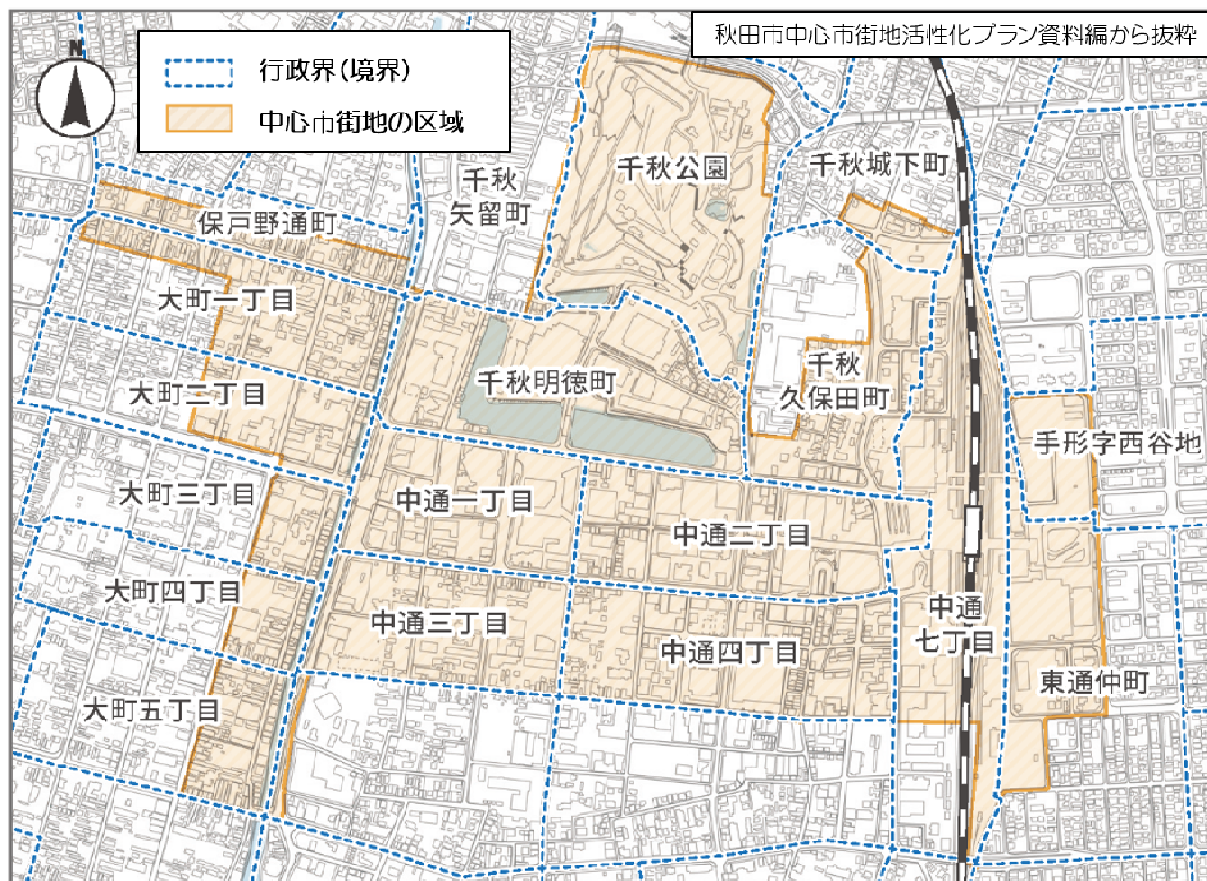 秋田市中心市街地活性化プラン資料編から抜粋
N
行政界（境界）
中心市街地の区域
千秋公園
千秋城下町
千秋
矢留町
保戸野通町
大町一丁目
千秋明徳町
千秋
久保田町
大町二丁目
手形字西谷地
大町三丁目
中通一丁目
中通二丁目
大町四丁目
中通三丁目
中通四丁目
中通
七丁目
東通仲町
大町五丁目